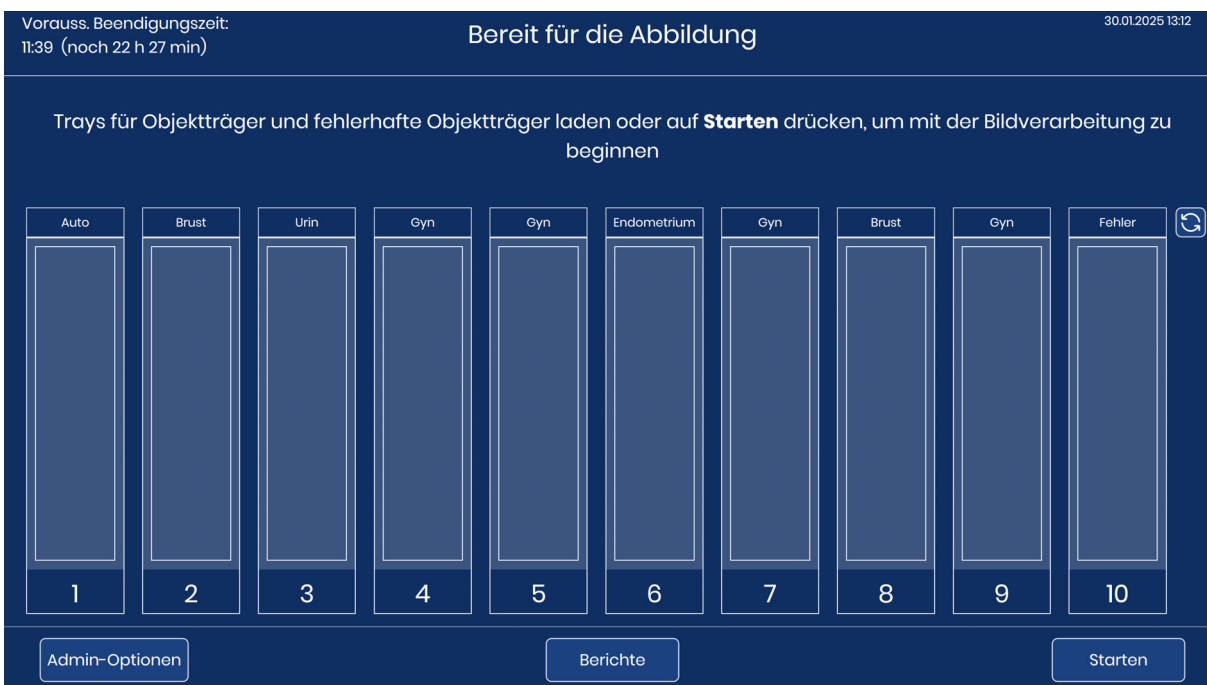 Vorauss. Beendigungszeit:
11:39 (noch 22 h 27 min)
Bereit für die Abbildung
30.01.2025 13:12
Trays für Objektträger und fehlerhafte Objektträger laden oder auf Starten drücken, um mit der Bildverarbeitung zu
beginnen
Auto Brust Urin Gyn Gyn Endometrium Gyn Brust Gyn Fehler
1 2 3 4 5 6 7 8 9 10
Admin-Optionen Berichte Starten